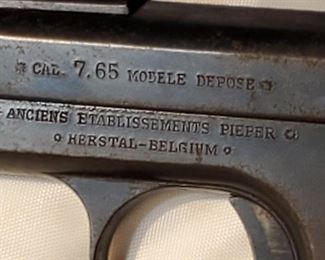 CAL. 7.65 MODELE DEPOSE
ANCIENS ETABLISSEMENTS PIEPER
HERSTAL-BELGIUM